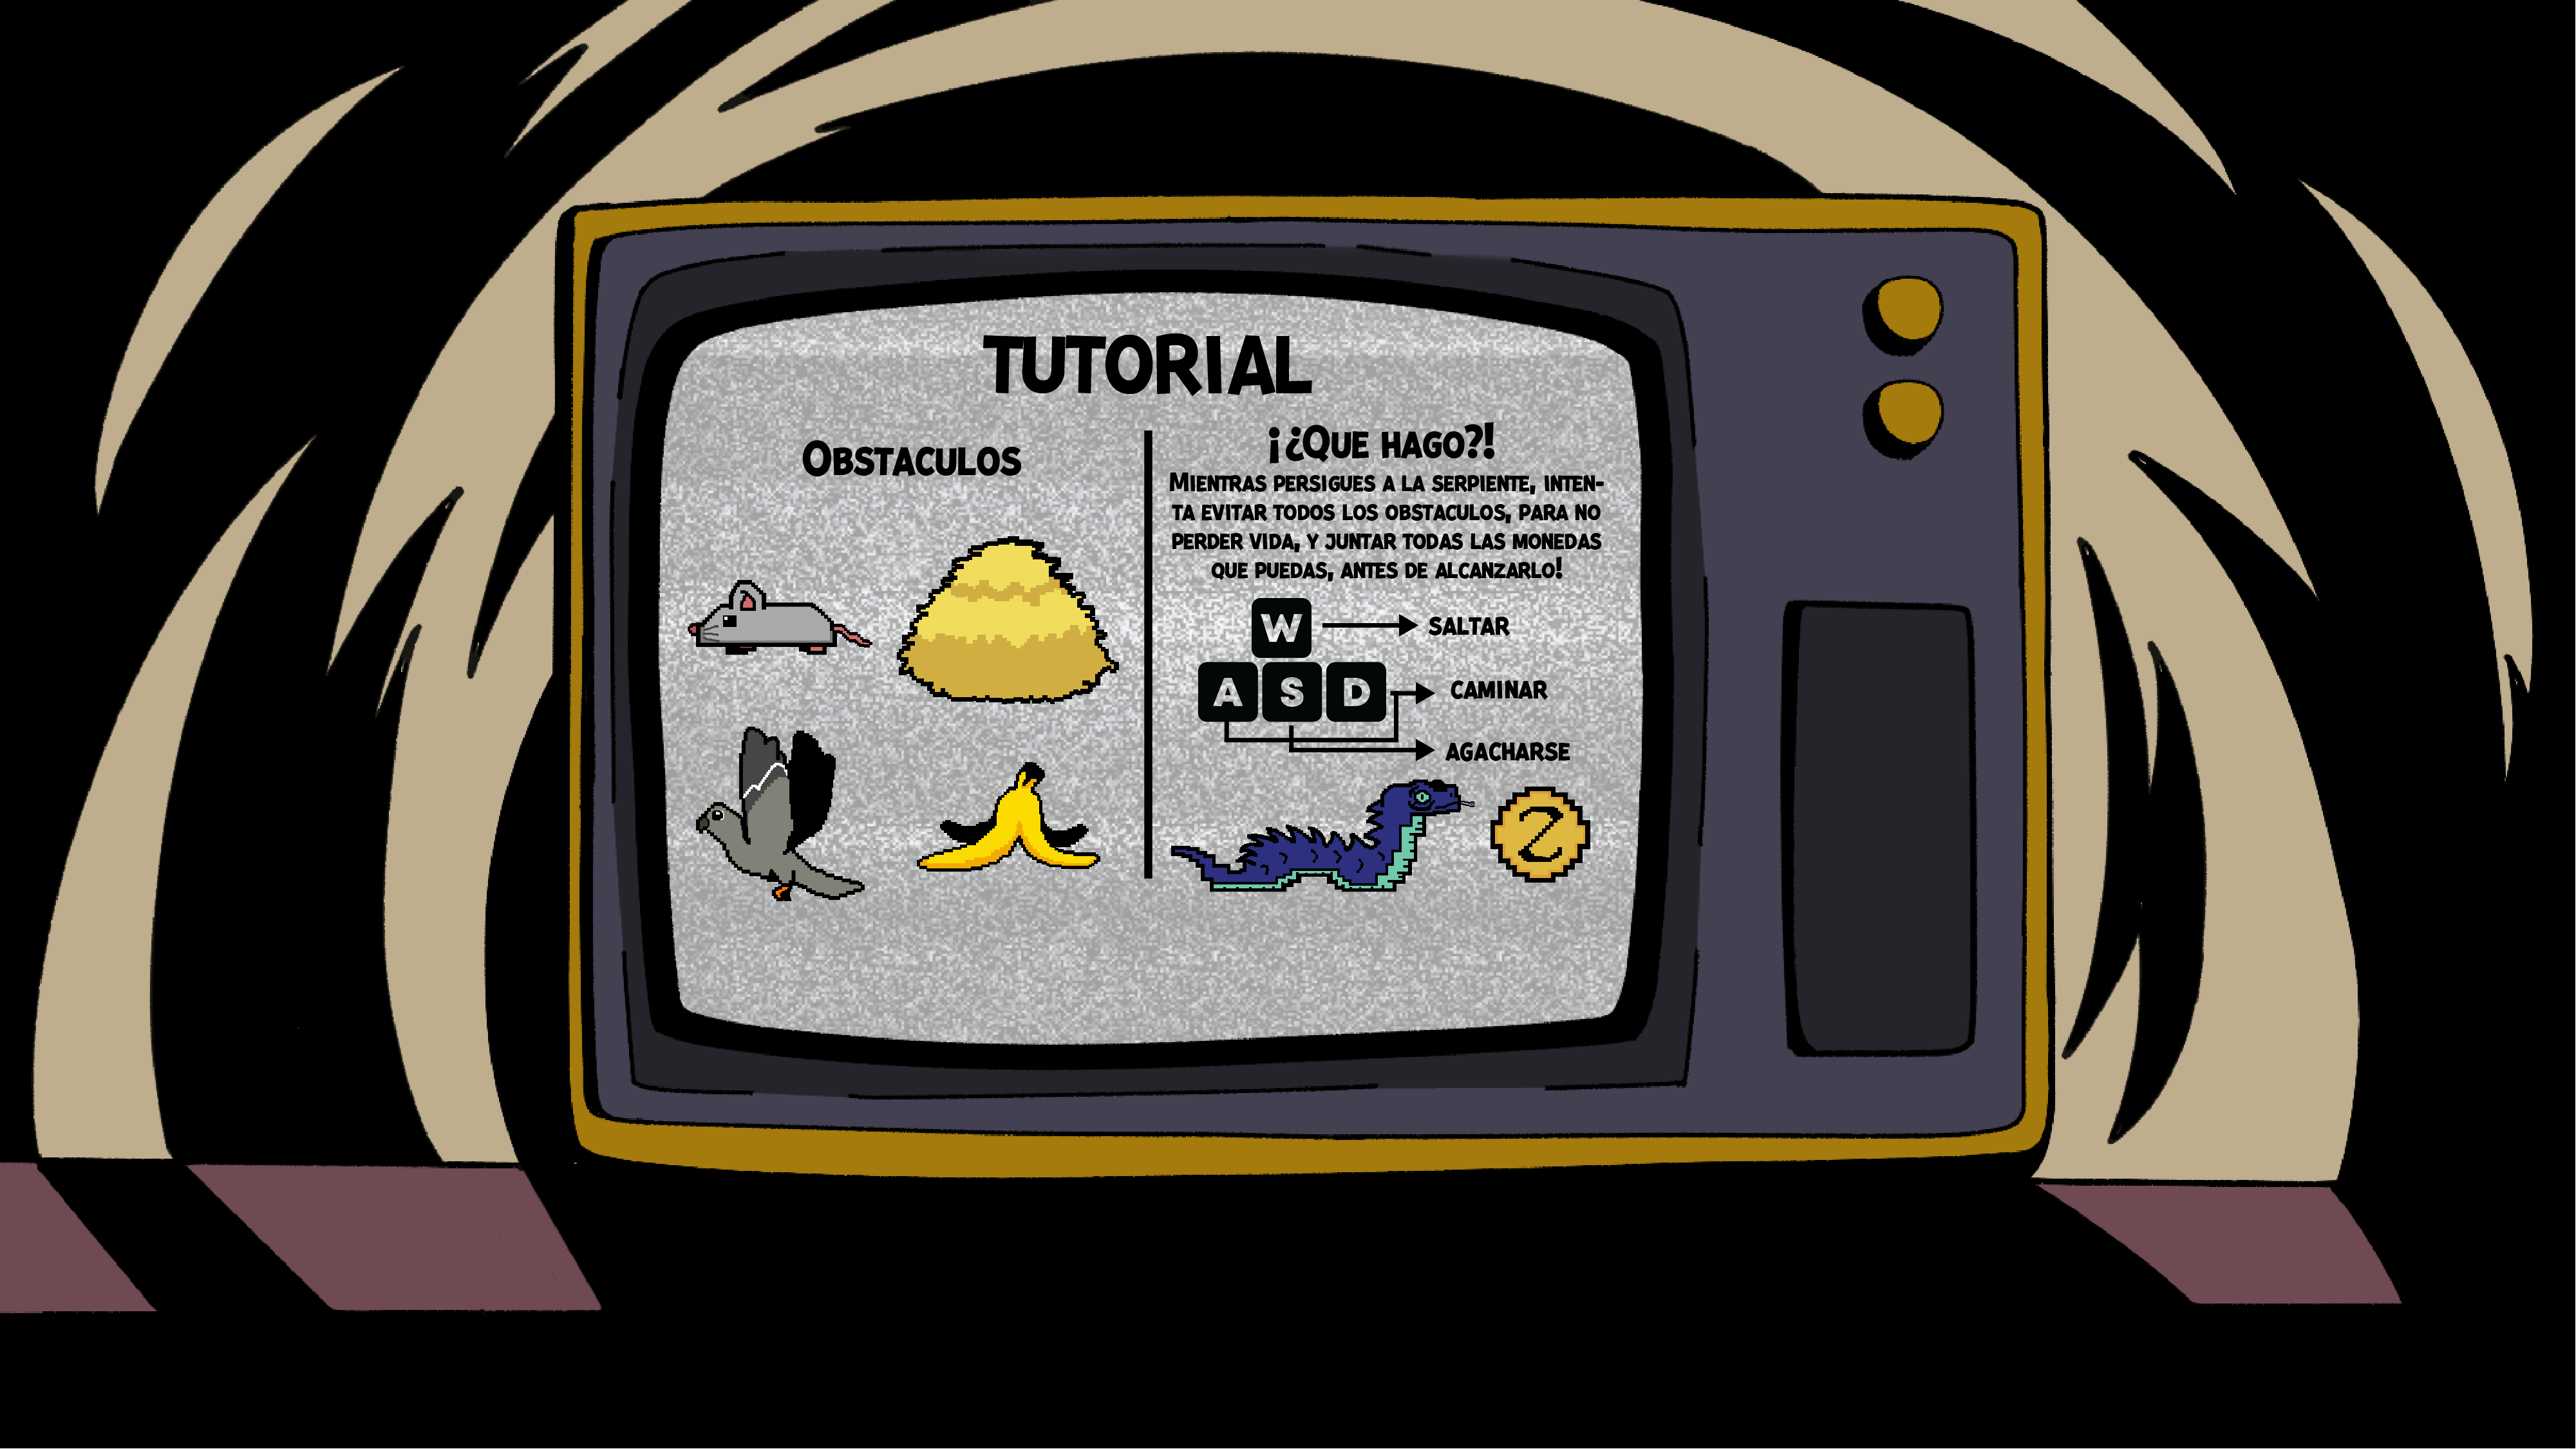 TUTORIAL
OBSTACULOS
¡¿QUE HAGO?!
MIENTRAS PERSIGUES A LA SERPIENTE, INTEN-
TA EVITAR TODOS LOS OBSTACULOS, PARA NO
PERDER VIDA, Y JUNTAR TODAS LAS MONEDAS
QUE PUEDAS, ANTES DE ALCANZARLO!
W SALTAR
A S D CAMINAR
AGACHARSE
Z